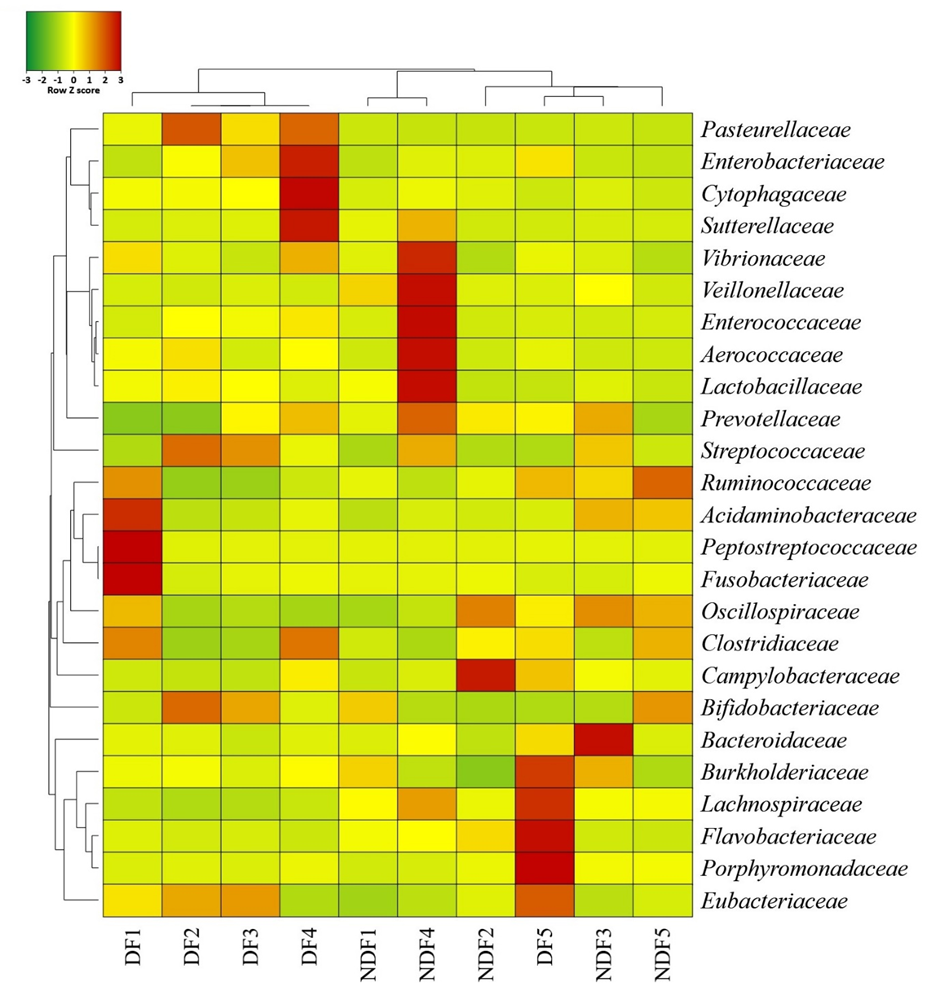 -3 -2 -1 0 1 2 3
Row Z score
Pasteurellaceae
Enterobacteriaceae
Cytophagaceae
Sutterellaceae
Vibrionaceae
Veillonellaceae
Enterococcaceae
Aerococcaceae
Lactobacillaceae
Prevotellaceae
Streptococcaceae
Ruminococcaceae
Acidaminobacteraceae
Peptostreptococcaceae
Fusobacteriaceae
Oscillospiraceae
Clostridiaceae
Campylobacteraceae
Bifidobacteriaceae
Bacteroidaceae
Burkholderiaceae
Lachnospiraceae
Flavobacteriaceae
Porphyromonadaceae
Eubacteriaceae
DF1
DF2
DF3
DF4
NDF1
NDF4
NDF2
DF5
NDF3
NDF5